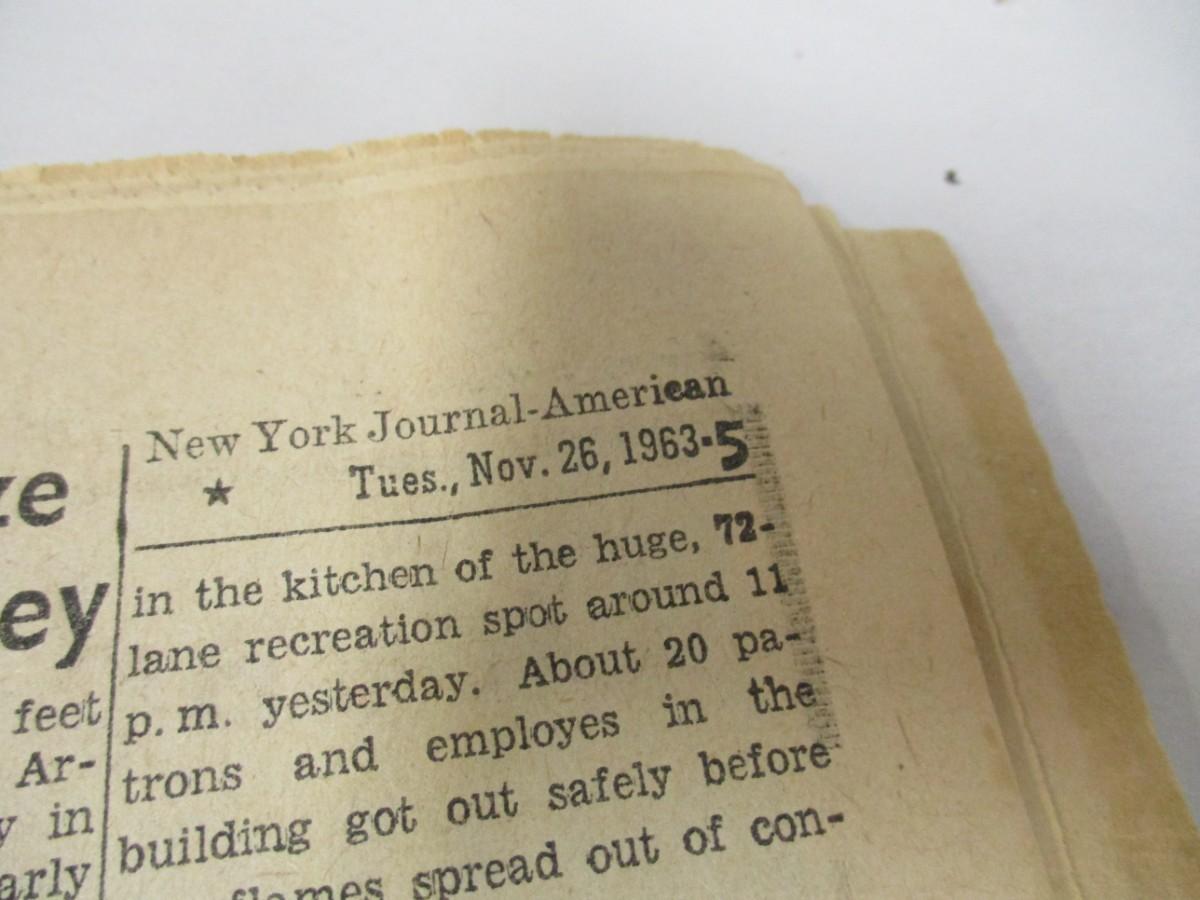 ze
ey
feet
Ar-
y in
arly
New York Journal-American
★ Tues., Nov. 26, 1963-5
in the kitchen of the huge, 72-
lane recreation spot around 11
p. m. yesterday. About 20 pa-
trons and employes in the
building got out safely before
flames spread out of con-